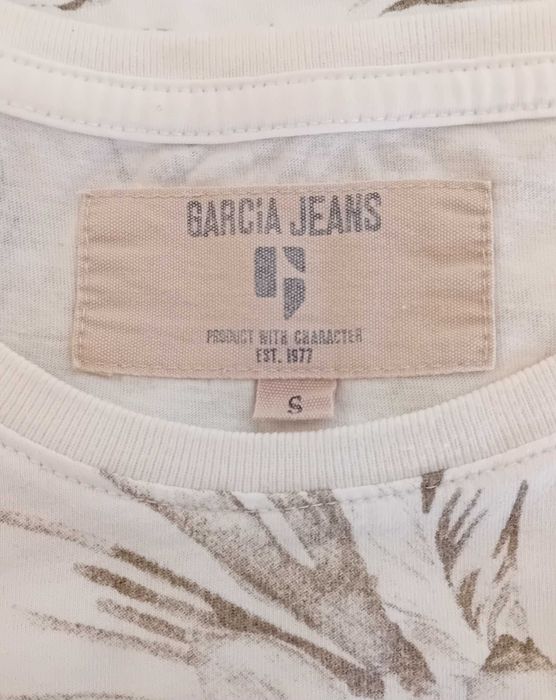 GARCIA JEANS
G
PRODUCT WITH CHARACTER
EST. 1977
S